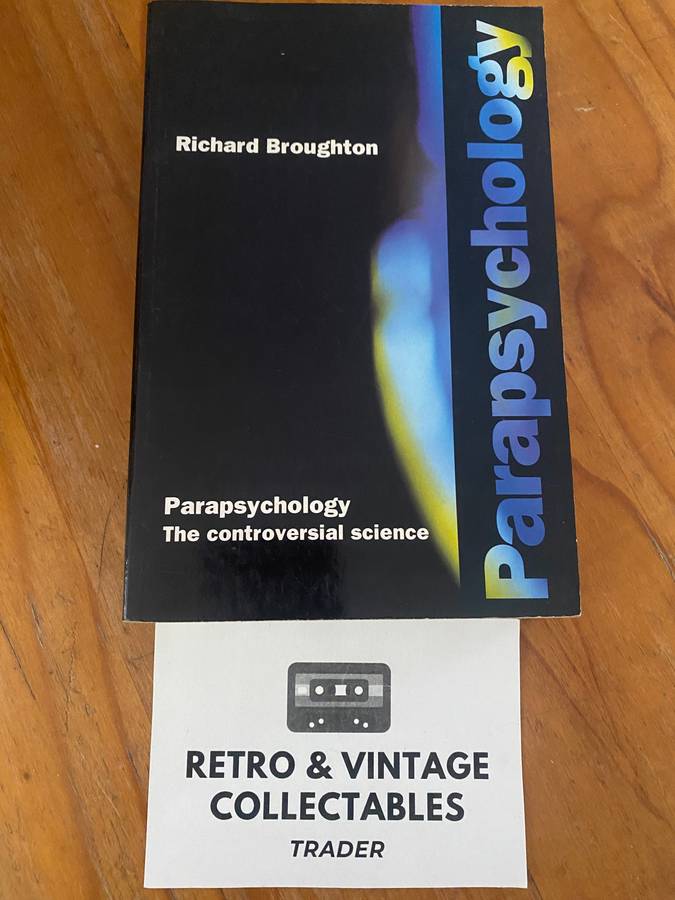 Richard Broughton
Parapsychology
Parapsychology
The controversial science
RETRO & VINTAGE
COLLECTABLES
TRADER